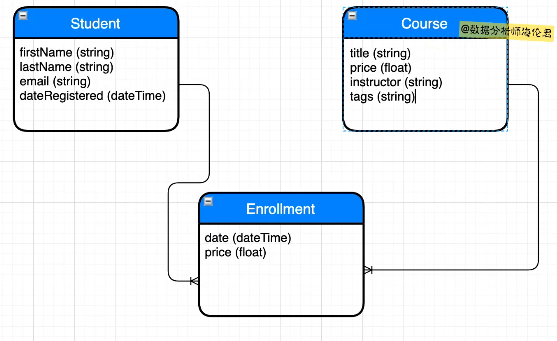 Student
firstName (string)
lastName (string)
email (string)
dateRegistered (dateTime)
Course
@数据分析师海伦君
title (string)
price (float)
instructor (string)
tags (string)
Enrollment
date (dateTime)
price (float)